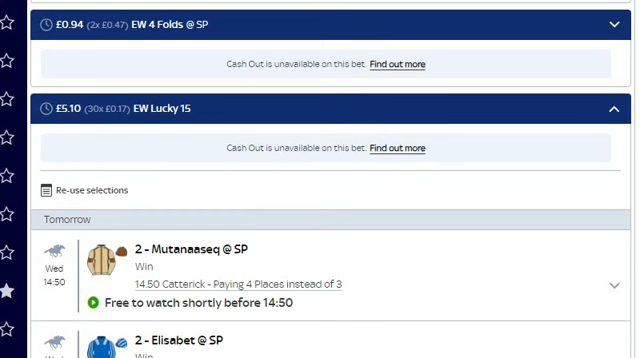 £0.94 (2x £0.47) EW 4 Folds @ SP
Cash Out is unavailable on this bet. Find out more
£5.10 (30x £0.17) EW Lucky 15
Cash Out is unavailable on this bet. Find out more
Re-use selections
Tomorrow
Wed
14:50
2 - Mutanaaseq @ SP
Win
14.50 Catterick - Paying 4 Places instead of 3
Free to watch shortly before 14:50
Wed
2 - Elisabet @ SP
Win